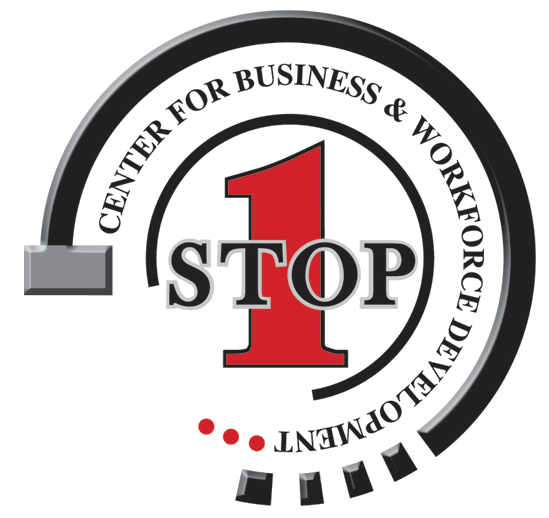 CENTER FOR BUSINESS & WORKFORCE DEVELOPMENT
1
STOP